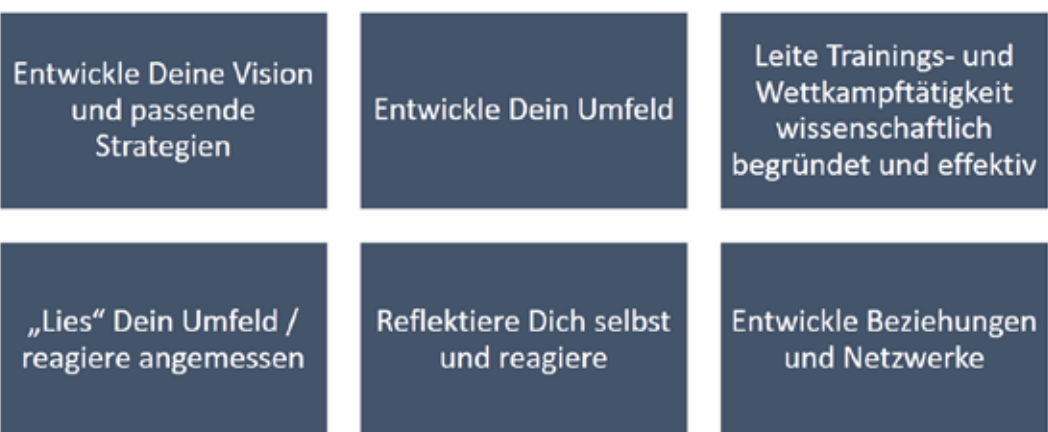 Entwickle Deine Vision
und passende
Strategien
Entwickle Dein Umfeld
Leite Trainings- und
Wettkampftätigkeit
wissenschaftlich
begründet und effektiv
„Lies“ Dein Umfeld /
reagiere angemessen
Reflektiere Dich selbst
und reagiere
Entwickle Beziehungen
und Netzwerke